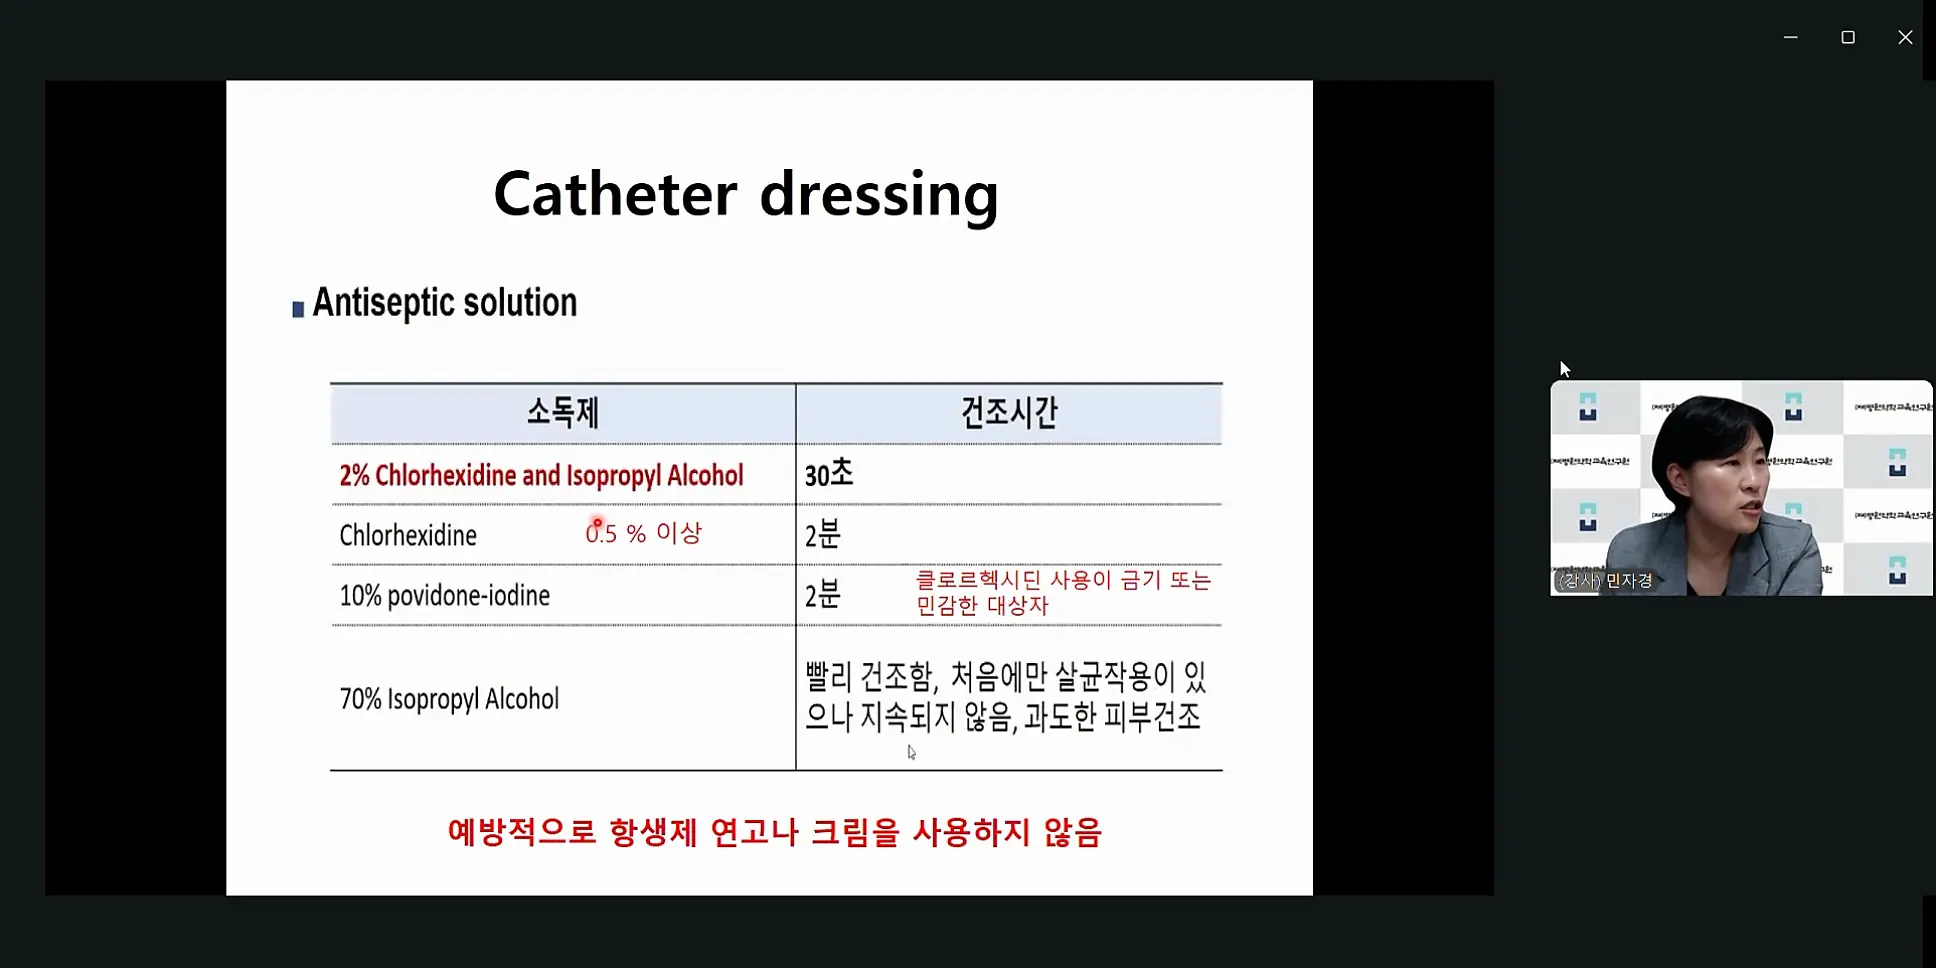 Catheter dressing
Antiseptic solution
소독제
건조시간
2% Chlorhexidine and Isopropyl Alcohol
30초
Chlorhexidine
0.5 % 이상
2분
10% povidone-iodine
2분
클로르헥시딘 사용이 금기 또는
민감한 대상자
70% Isopropyl Alcohol
빨리 건조함, 처음에만 살균작용이 있
으나 지속되지 않음, 과도한 피부건조
예방적으로 항생제 연고나 크림을 사용하지 않음
(강사) 민자경